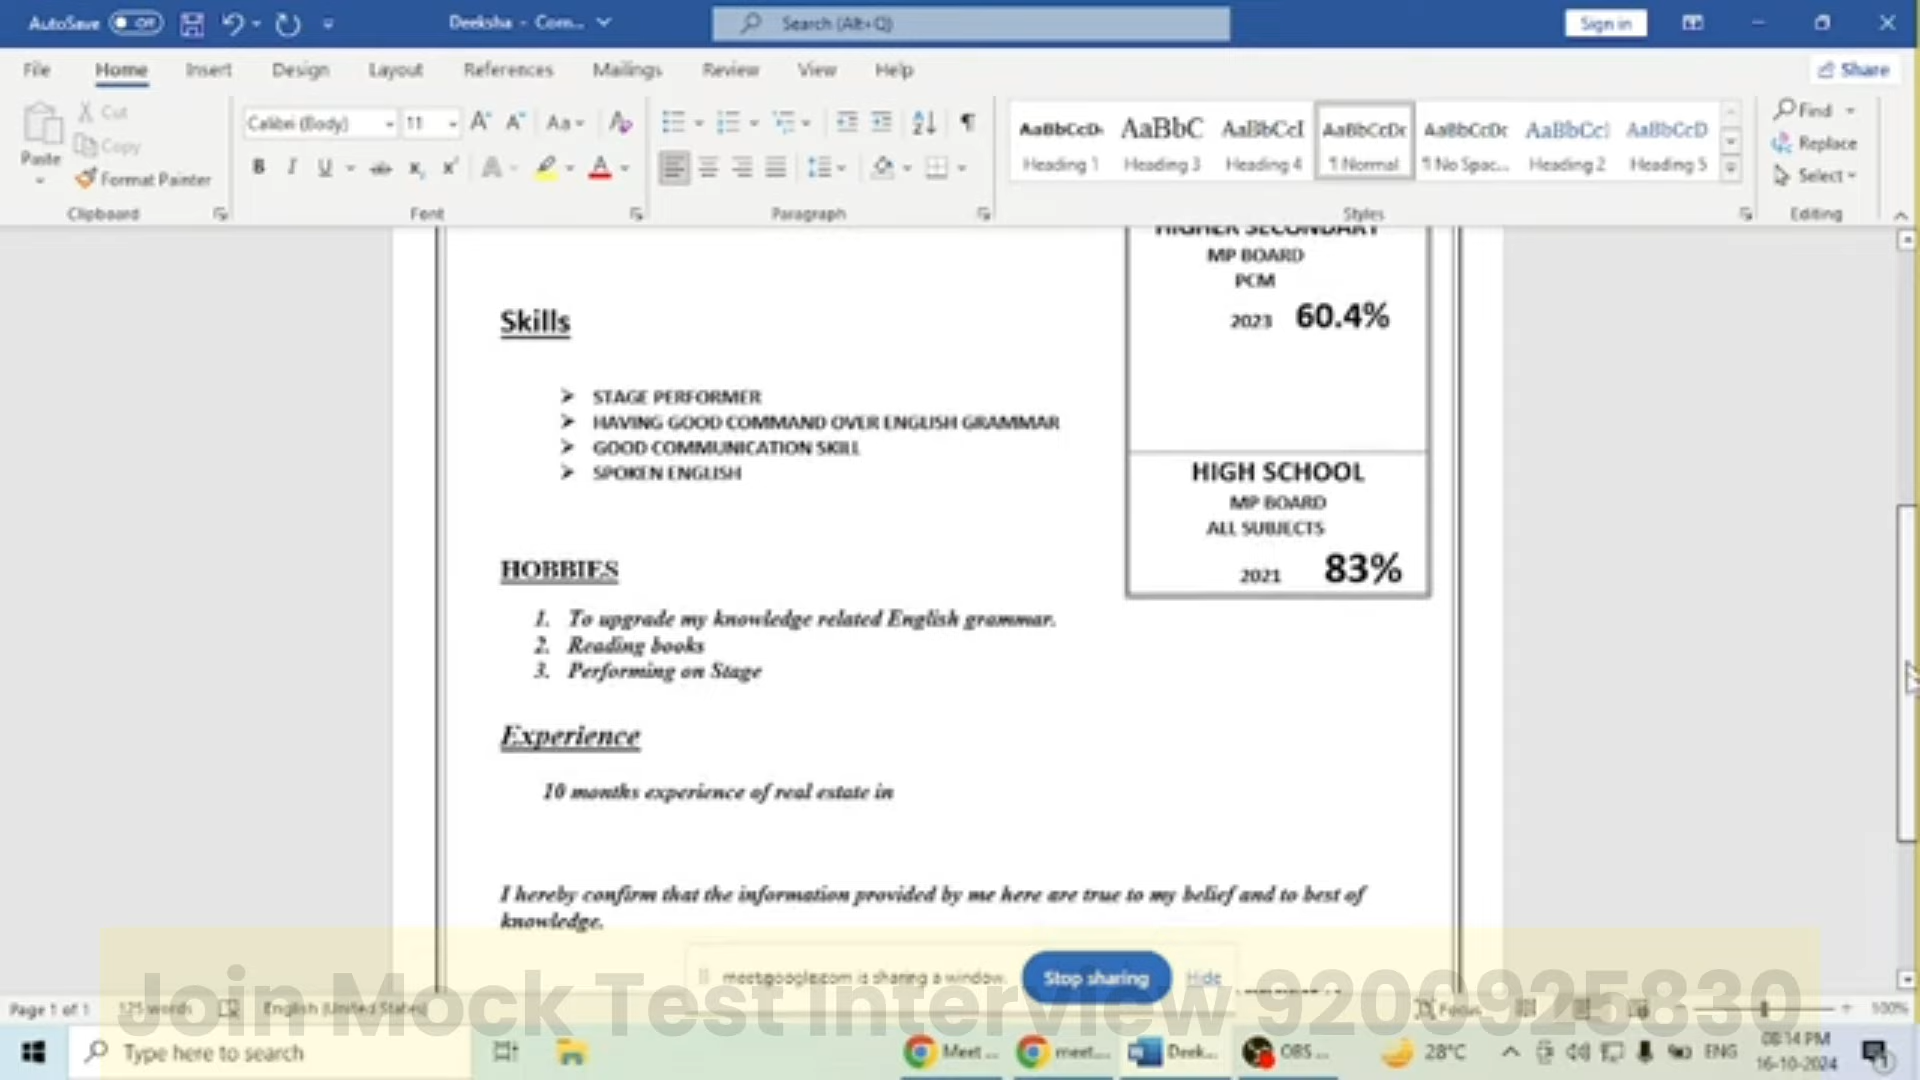 AutoSave Off Deeksha - Com... Search (Alt+Q) Sign in
File Home Insert Design Layout References Mailings Review View Help Share
Paste Cut Copy Format Painter
Clipboard
Calibri (Body) 11
Font
Paragraph
AaBbCcDc AaBbC AaBbCcI AaBbCcDc AaBbCcDc AaBbCcI AaBbCcD
Heading 1 Heading 3 Heading 4 ¶ Normal ¶ No Spac... Heading 2 Heading 5
Styles
Find
Replace
Select
Editing
HIGHER SECONDARY
MP BOARD
PCM
2023 60.4%
Skills
STAGE PERFORMER
HAVING GOOD COMMAND OVER ENGLISH GRAMMAR
GOOD COMMUNICATION SKILL
SPOKEN ENGLISH
HIGH SCHOOL
MP BOARD
ALL SUBJECTS
2021 83%
HOBBIES
1. To upgrade my knowledge related English grammar.
2. Reading books
3. Performing on Stage
Experience
10 months experience of real estate in
I hereby confirm that the information provided by me here are true to my belief and to best of
knowledge.
meet.google.com is sharing a window. Stop sharing Hide
Join Mock Test Interview 9200925830
Page 1 of 1 125 words English (United States) Focus 100%
Type here to search Meet ... meet.... Deek... OBS ... 28°C ENG 08:14 PM
16-10-2024